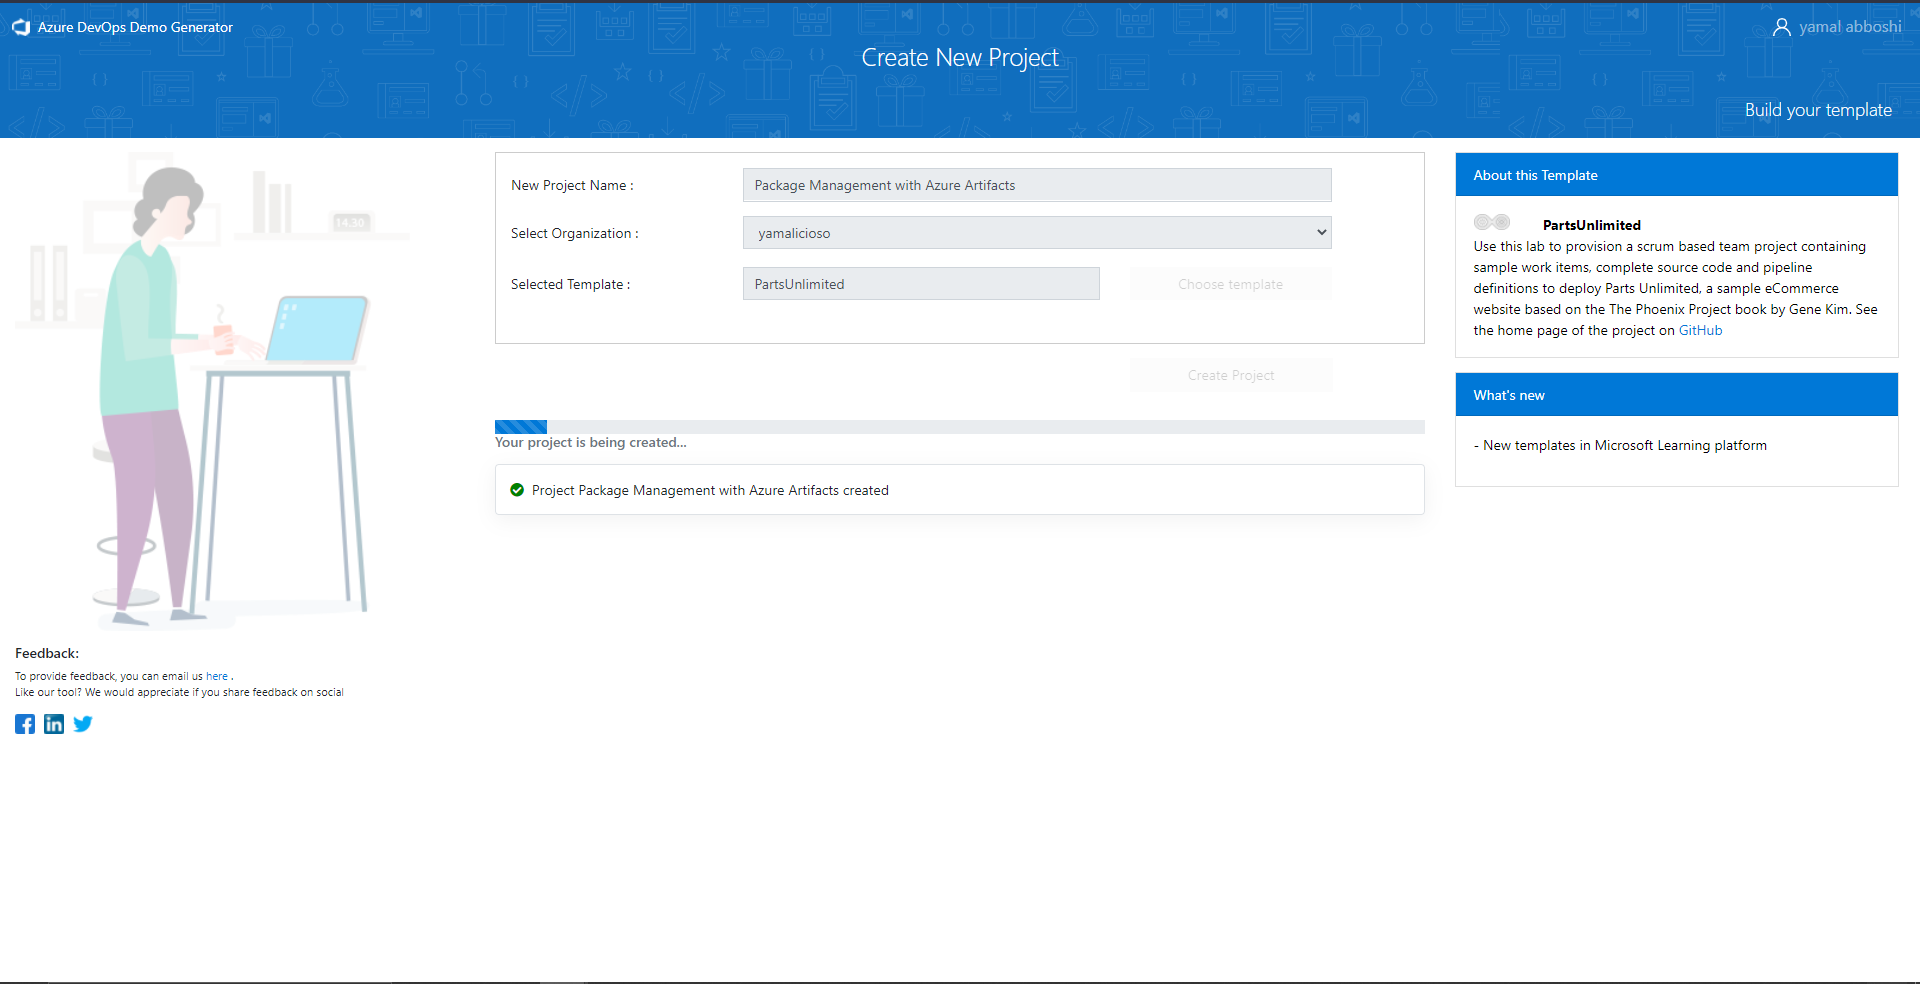 Azure DevOps Demo Generator
yamal abboshi
Create New Project
Build your template
14.30
New Project Name :
Package Management with Azure Artifacts
Select Organization :
yamalicioso
Selected Template :
PartsUnlimited
Choose template
Create Project
Your project is being created...
Project Package Management with Azure Artifacts created
About this Template
PartsUnlimited
Use this lab to provision a scrum based team project containing
sample work items, complete source code and pipeline
definitions to deploy Parts Unlimited, a sample eCommerce
website based on the The Phoenix Project book by Gene Kim. See
the home page of the project on GitHub
What's new
- New templates in Microsoft Learning platform
Feedback:
To provide feedback, you can email us here .
Like our tool? We would appreciate if you share feedback on social